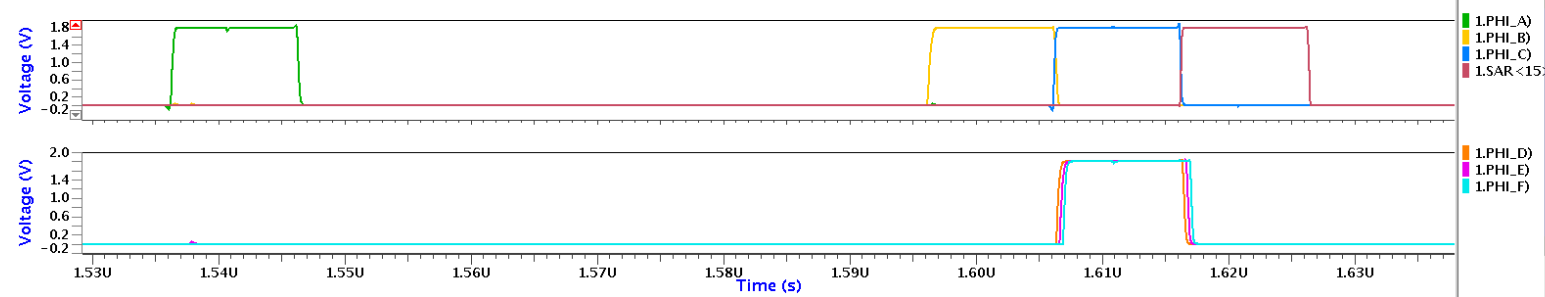 Voltage (V)
1.8
1.4
1.0
0.6
0.2
−0.2
1.PHI_A)
1.PHI_B)
1.PHI_C)
1.SAR<15>
Voltage (V)
2.0
1.4
1.0
0.6
0.2
−0.2
1.PHI_D)
1.PHI_E)
1.PHI_F)
1.53U 1.54U 1.55U 1.56U 1.57U 1.58U 1.59U 1.60U 1.61U 1.62U 1.63U
Time (s)